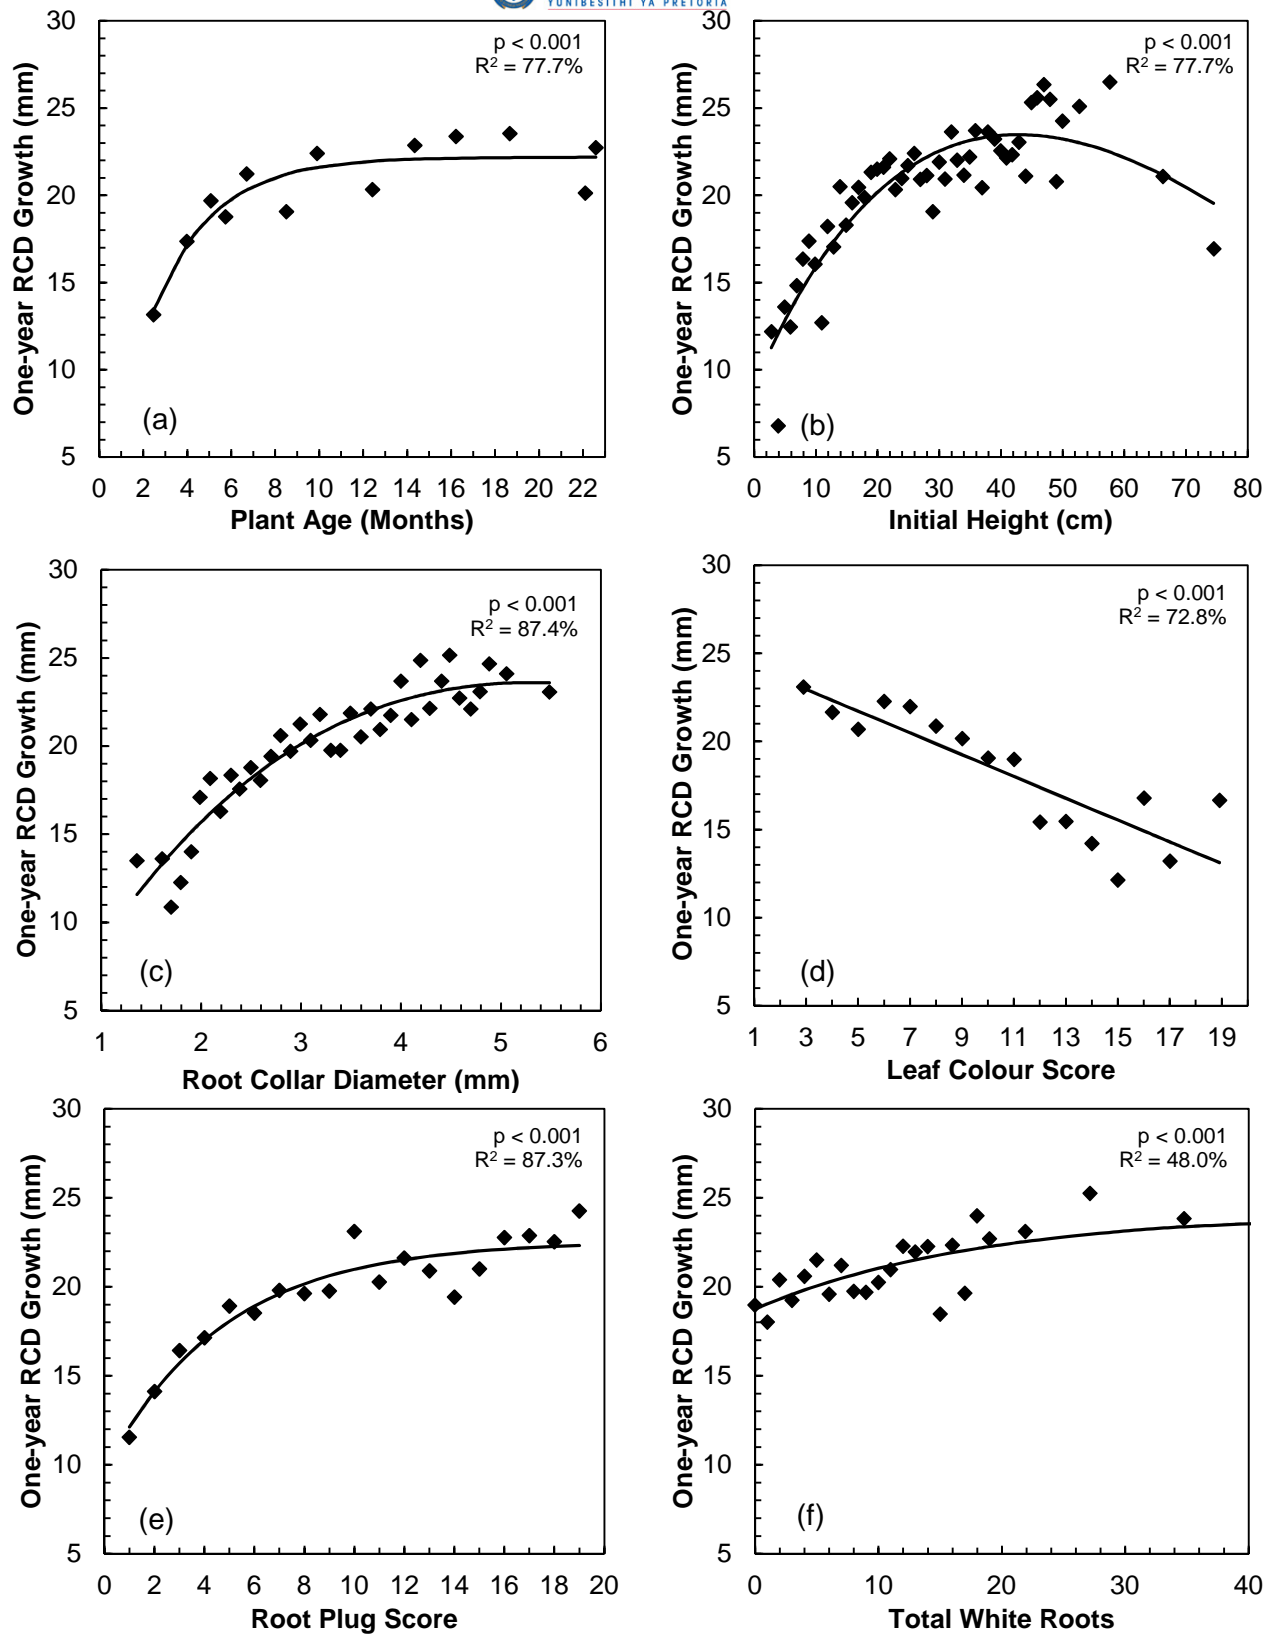 YUNIBESITHI YA PRETORIA
30
25
20
15
10
5
One-year RCD Growth (mm)
p < 0.001
R² = 77.7%
(a)
0 2 4 6 8 10 12 14 16 18 20 22
Plant Age (Months)
30
25
20
15
10
5
One-year RCD Growth (mm)
p < 0.001
R² = 77.7%
(b)
0 10 20 30 40 50 60 70 80
Initial Height (cm)
30
25
20
15
10
5
One-year RCD Growth (mm)
p < 0.001
R² = 87.4%
(c)
1 2 3 4 5 6
Root Collar Diameter (mm)
30
25
20
15
10
5
One-year RCD Growth (mm)
p < 0.001
R² = 72.8%
(d)
1 3 5 7 9 11 13 15 17 19
Leaf Colour Score
30
25
20
15
10
5
One-year RCD Growth (mm)
p < 0.001
R² = 87.3%
(e)
0 2 4 6 8 10 12 14 16 18 20
Root Plug Score
30
25
20
15
10
5
One-year RCD Growth (mm)
p < 0.001
R² = 48.0%
(f)
0 10 20 30 40
Total White Roots